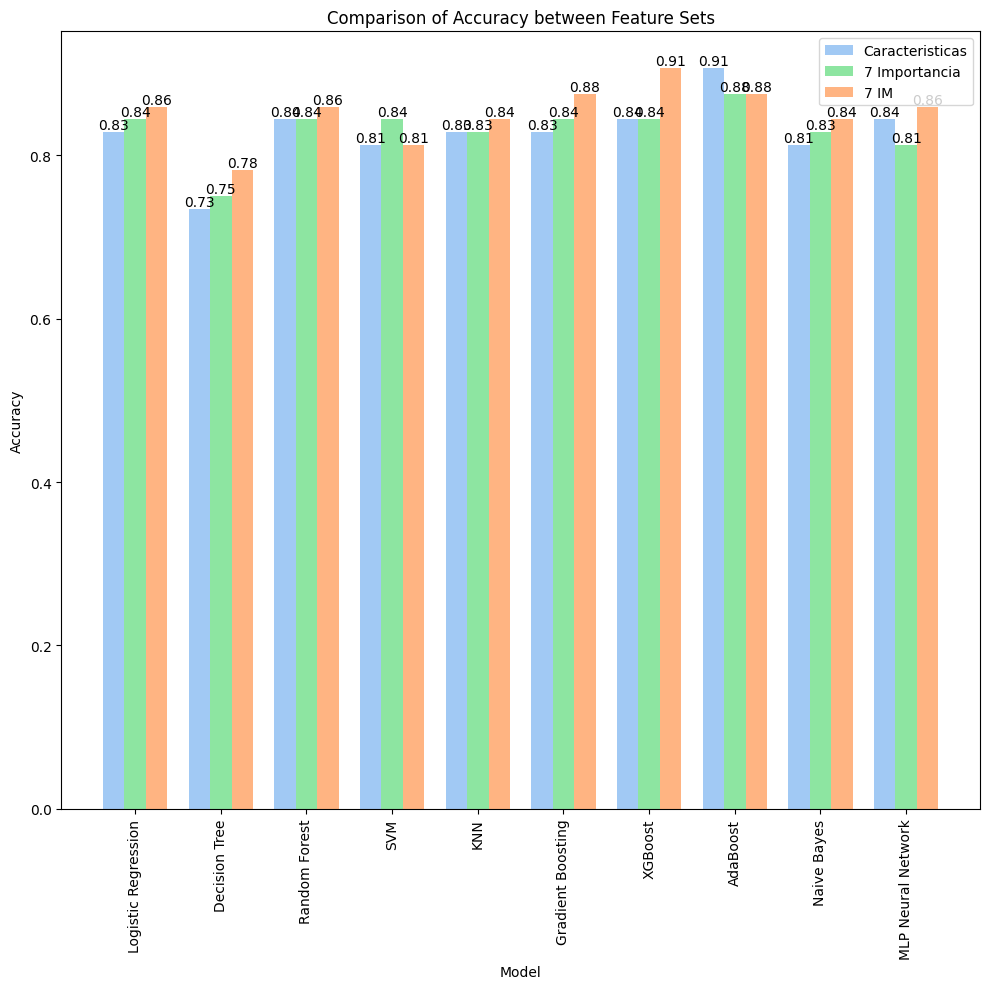 Comparison of Accuracy between Feature Sets
Caracteristicas
7 Importancia
7 IM
0.83
0.84
0.86
0.73
0.75
0.78
0.84
0.84
0.86
0.81
0.84
0.81
0.83
0.83
0.84
0.83
0.84
0.88
0.84
0.84
0.91
0.91
0.88
0.88
0.81
0.83
0.84
0.84
0.81
0.86
Accuracy
0.8
0.6
0.4
0.2
0.0
Logistic Regression
Decision Tree
Random Forest
SVM
KNN
Gradient Boosting
XGBoost
AdaBoost
Naive Bayes
MLP Neural Network
Model